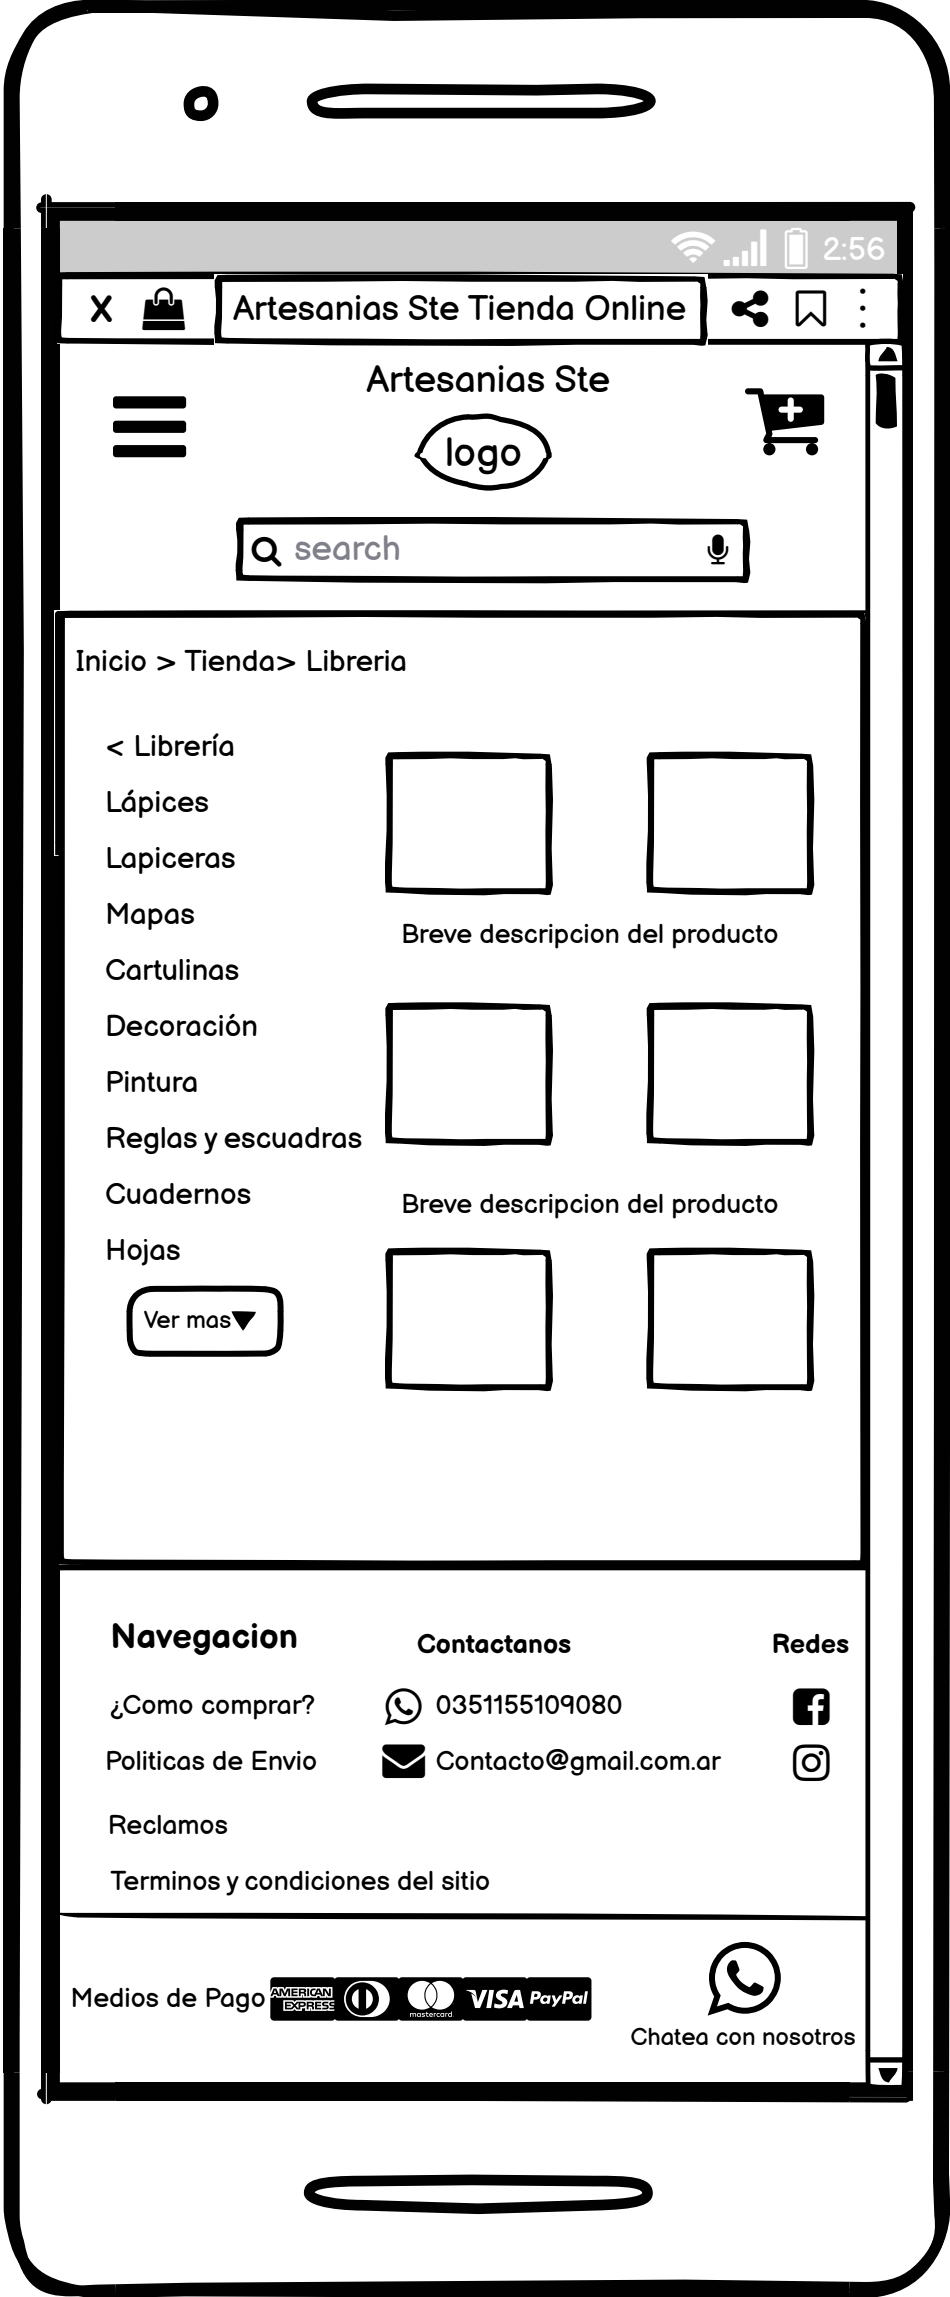 2:56
X
Artesanias Ste Tienda Online
Artesanias Ste
logo
search
Inicio > Tienda> Libreria
< Librería
Lápices
Lapiceras
Mapas
Cartulinas
Decoración
Pintura
Reglas y escuadras
Cuadernos
Hojas
Ver mas
Breve descripcion del producto
Breve descripcion del producto
Navegacion
¿Como comprar?
Politicas de Envio
Reclamos
Terminos y condiciones del sitio
Contactanos
0351155109080
Contacto@gmail.com.ar
Redes
Medios de Pago
AMERICAN
EXPRESS
mastercard
VISA
PayPal
Chatea con nosotros